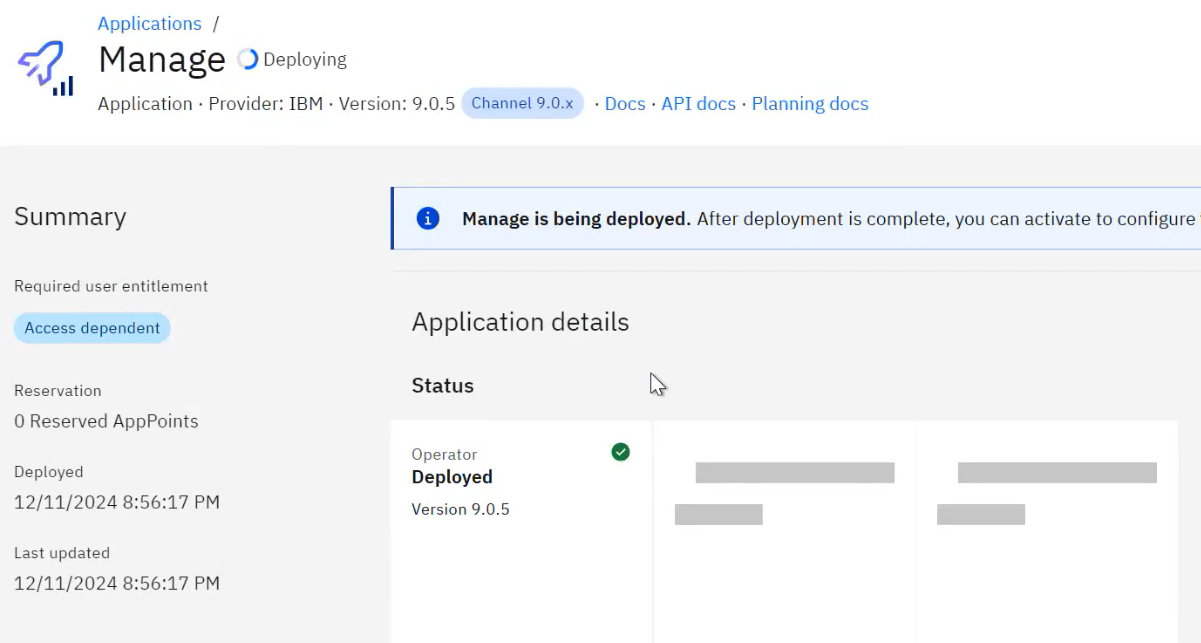 Applications /
Manage Deploying
Application · Provider: IBM · Version: 9.0.5 Channel 9.0.x · Docs · API docs · Planning docs
Summary
Required user entitlement
Access dependent
Reservation
0 Reserved AppPoints
Deployed
12/11/2024 8:56:17 PM
Last updated
12/11/2024 8:56:17 PM
Manage is being deployed. After deployment is complete, you can activate to configure
Application details
Status
Operator
Deployed
Version 9.0.5